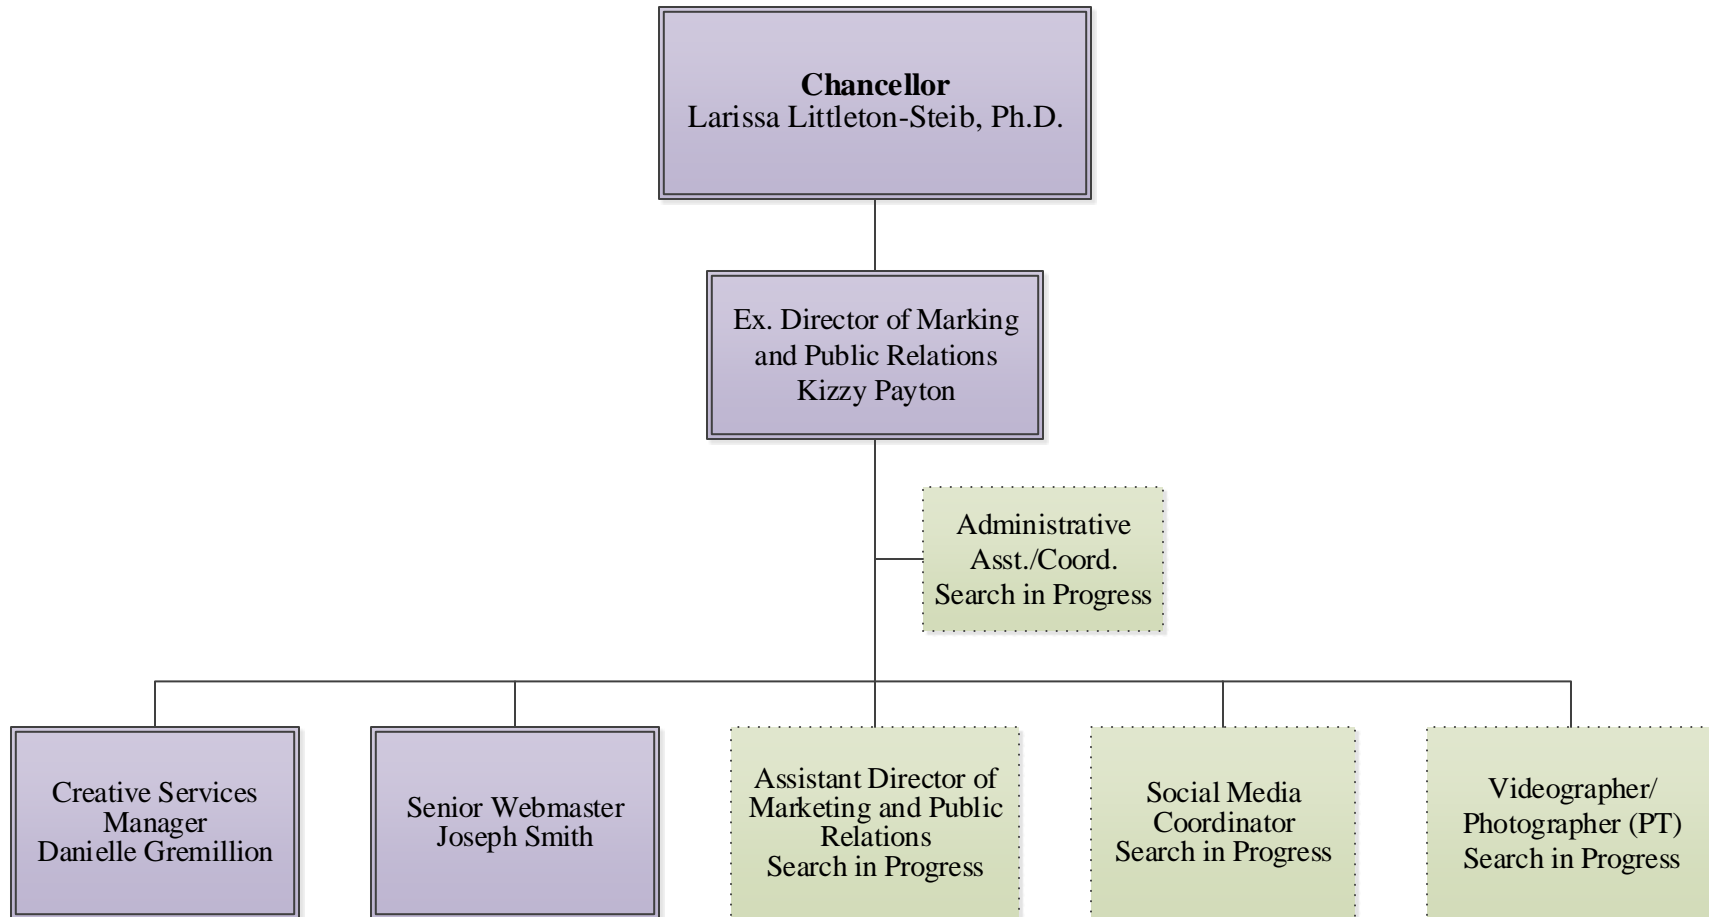 Chancellor
Larissa Littleton-Steib, Ph.D.
Ex. Director of Marking
and Public Relations
Kizzy Payton
Administrative
Asst./Coord.
Search in Progress
Creative Services
Manager
Danielle Gremillion
Senior Webmaster
Joseph Smith
Assistant Director of
Marketing and Public
Relations
Search in Progress
Social Media
Coordinator
Search in Progress
Videographer/
Photographer (PT)
Search in Progress